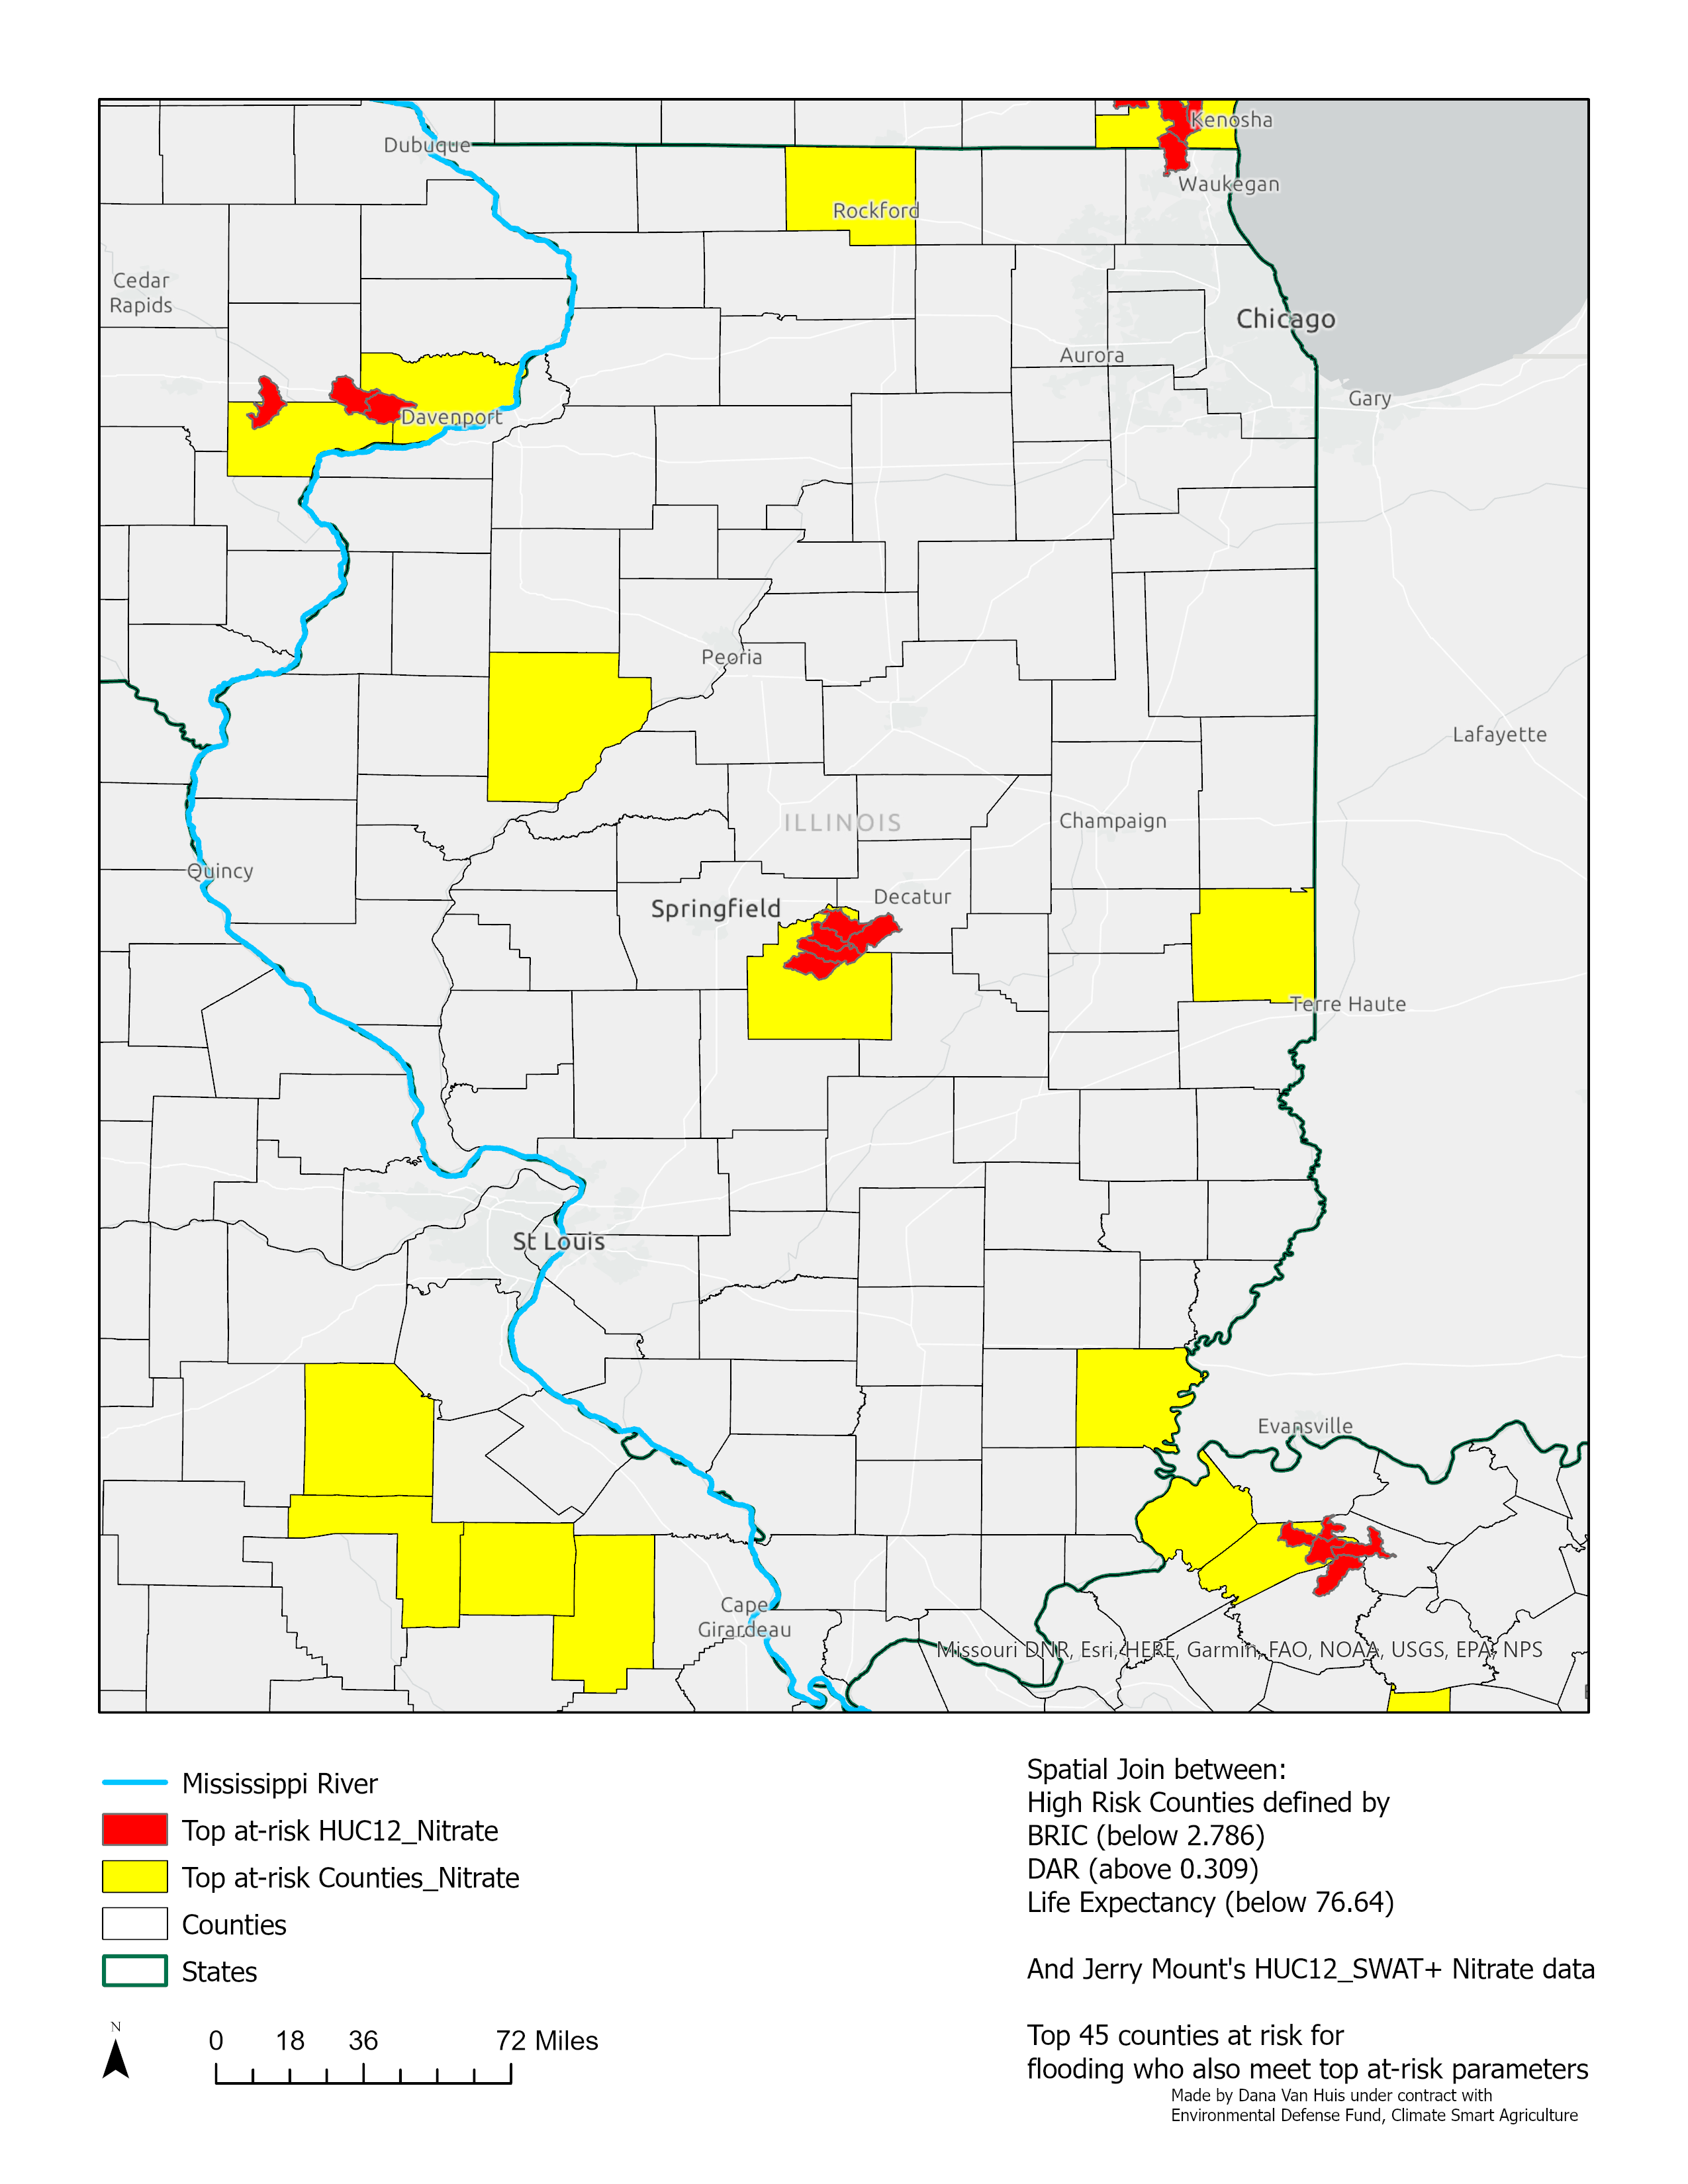 Dubuque
Kenosha
Waukegan
Rockford
Cedar
Rapids
Chicago
Aurora
Gary
Davenport
Peoria
Lafayette
ILLINOIS
Champaign
Quincy
Springfield
Decatur
Terre Haute
St Louis
Evansville
Cape
Girardeau
Missouri DNR, Esri, HERE, Garmin, FAO, NOAA, USGS, EPA, NPS
Mississippi River
Top at-risk HUC12_Nitrate
Top at-risk Counties_Nitrate
Counties
States
N
0 18 36 72 Miles
Spatial Join between:
High Risk Counties defined by
BRIC (below 2.786)
DAR (above 0.309)
Life Expectancy (below 76.64)
And Jerry Mount's HUC12_SWAT+ Nitrate data
Top 45 counties at risk for
flooding who also meet top at-risk parameters
Made by Dana Van Huis under contract with
Environmental Defense Fund, Climate Smart Agriculture